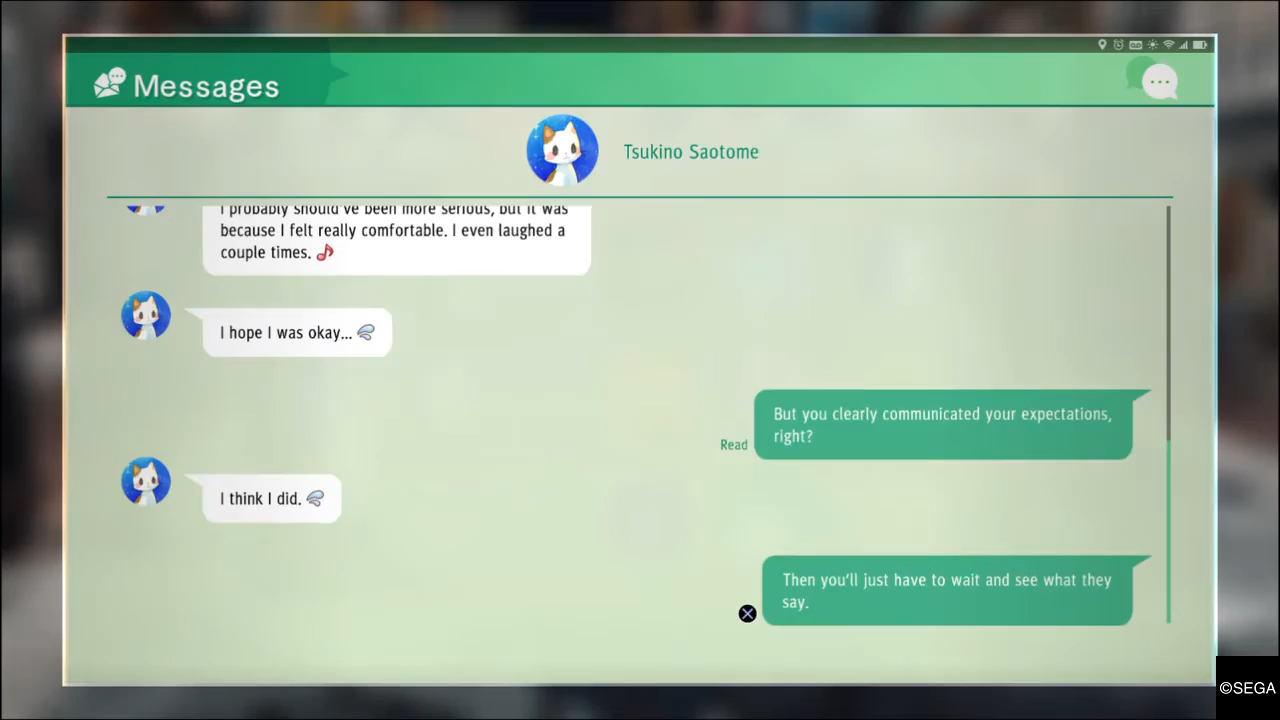 Messages
Tsukino Saotome
I probably should've been more serious, but it was
because I felt really comfortable. I even laughed a
couple times.
I hope I was okay...
But you clearly communicated your expectations,
right?
Read
I think I did.
Then you'll just have to wait and see what they
say.
©SEGA